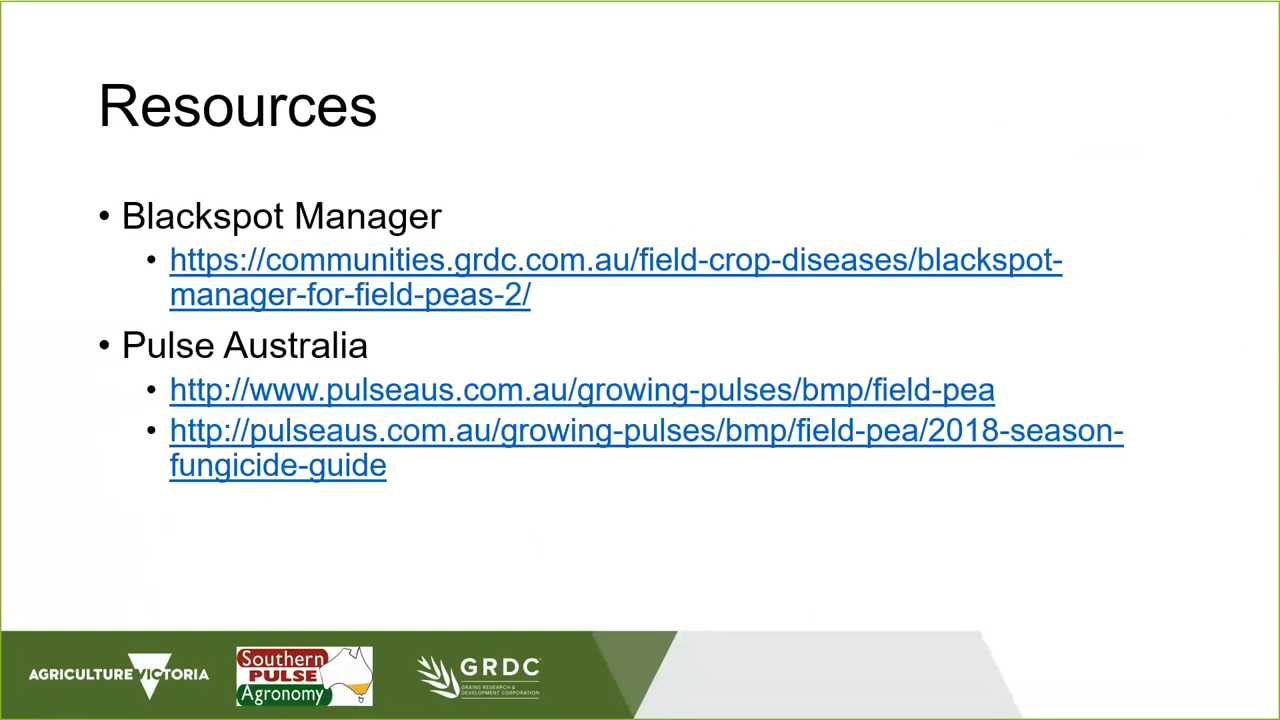 Resources
• Blackspot Manager
• https://communities.grdc.com.au/field-crop-diseases/blackspot-
manager-for-field-peas-2/
• Pulse Australia
• http://www.pulseaus.com.au/growing-pulses/bmp/field-pea
• http://pulseaus.com.au/growing-pulses/bmp/field-pea/2018-season-
fungicide-guide
AGRICULTURE VICTORIA
Southern
PULSE
Agronomy
GRDC
GRAINS RESEARCH &
DEVELOPMENT CORPORATION